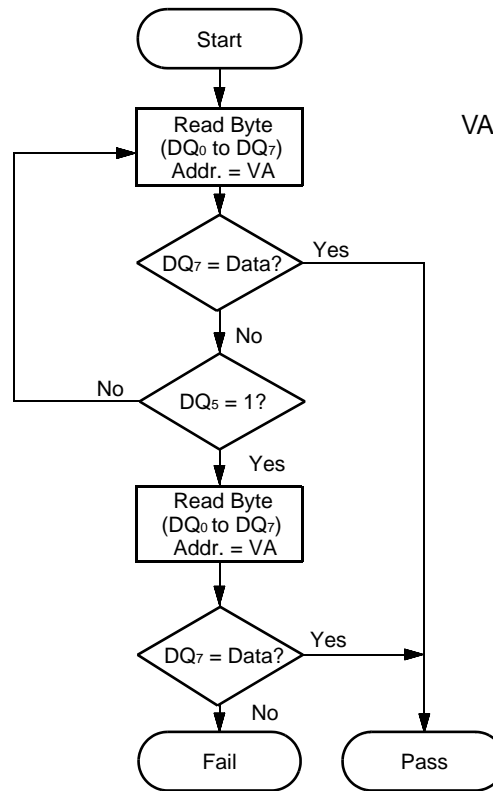 Start
VA
Read Byte
(DQ₀ to DQ₇)
Addr. = VA
DQ₇ = Data?
Yes
No
No
DQ₅ = 1?
Yes
Read Byte
(DQ₀ to DQ₇)
Addr. = VA
DQ₇ = Data?
Yes
No
Fail
Pass